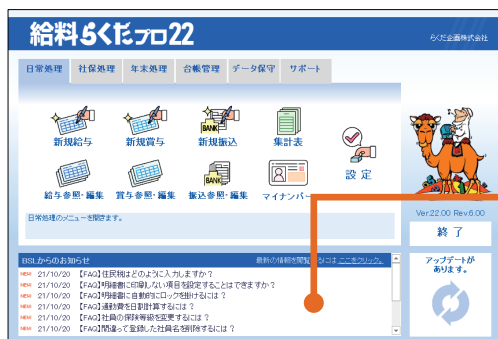 給料らくだプロ22
らくだ企画株式会社
日常処理 社保処理 年末処理 台帳管理 データ保守 サポート
BANK
新規給与 新規賞与 新規振込 集計表
設定
BANK
給与参照・編集 賞与参照・編集 振込参照・編集 マイナンバー
日常処理のメニューを開きます。
Ver.22.00 Rev.6.00
終了
BSLからのお知らせ 最新の情報を閲覧するには ここをクリック。
NEW 21/10/20 【FAQ】住民税はどのように入力しますか？
NEW 21/10/20 【FAQ】明細書に印刷しない項目を設定することはできますか？
NEW 21/10/20 【FAQ】明細書に自動的にロックを掛けるには？
NEW 21/10/20 【FAQ】通勤費を日割計算するには？
NEW 21/10/20 【FAQ】社員の保険等級を変更するには？
NEW 21/10/20 【FAQ】間違って登録した社員名を削除するには？
アップデートが
あります。